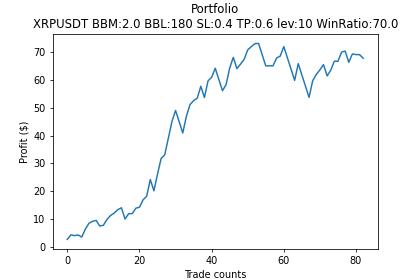 Portfolio
XRPUSDT BBM:2.0 BBL:180 SL:0.4 TP:0.6 lev:10 WinRatio:70.0
70
60
50
40
30
20
10
0
Profit ($)
0 20 40 60 80
Trade counts